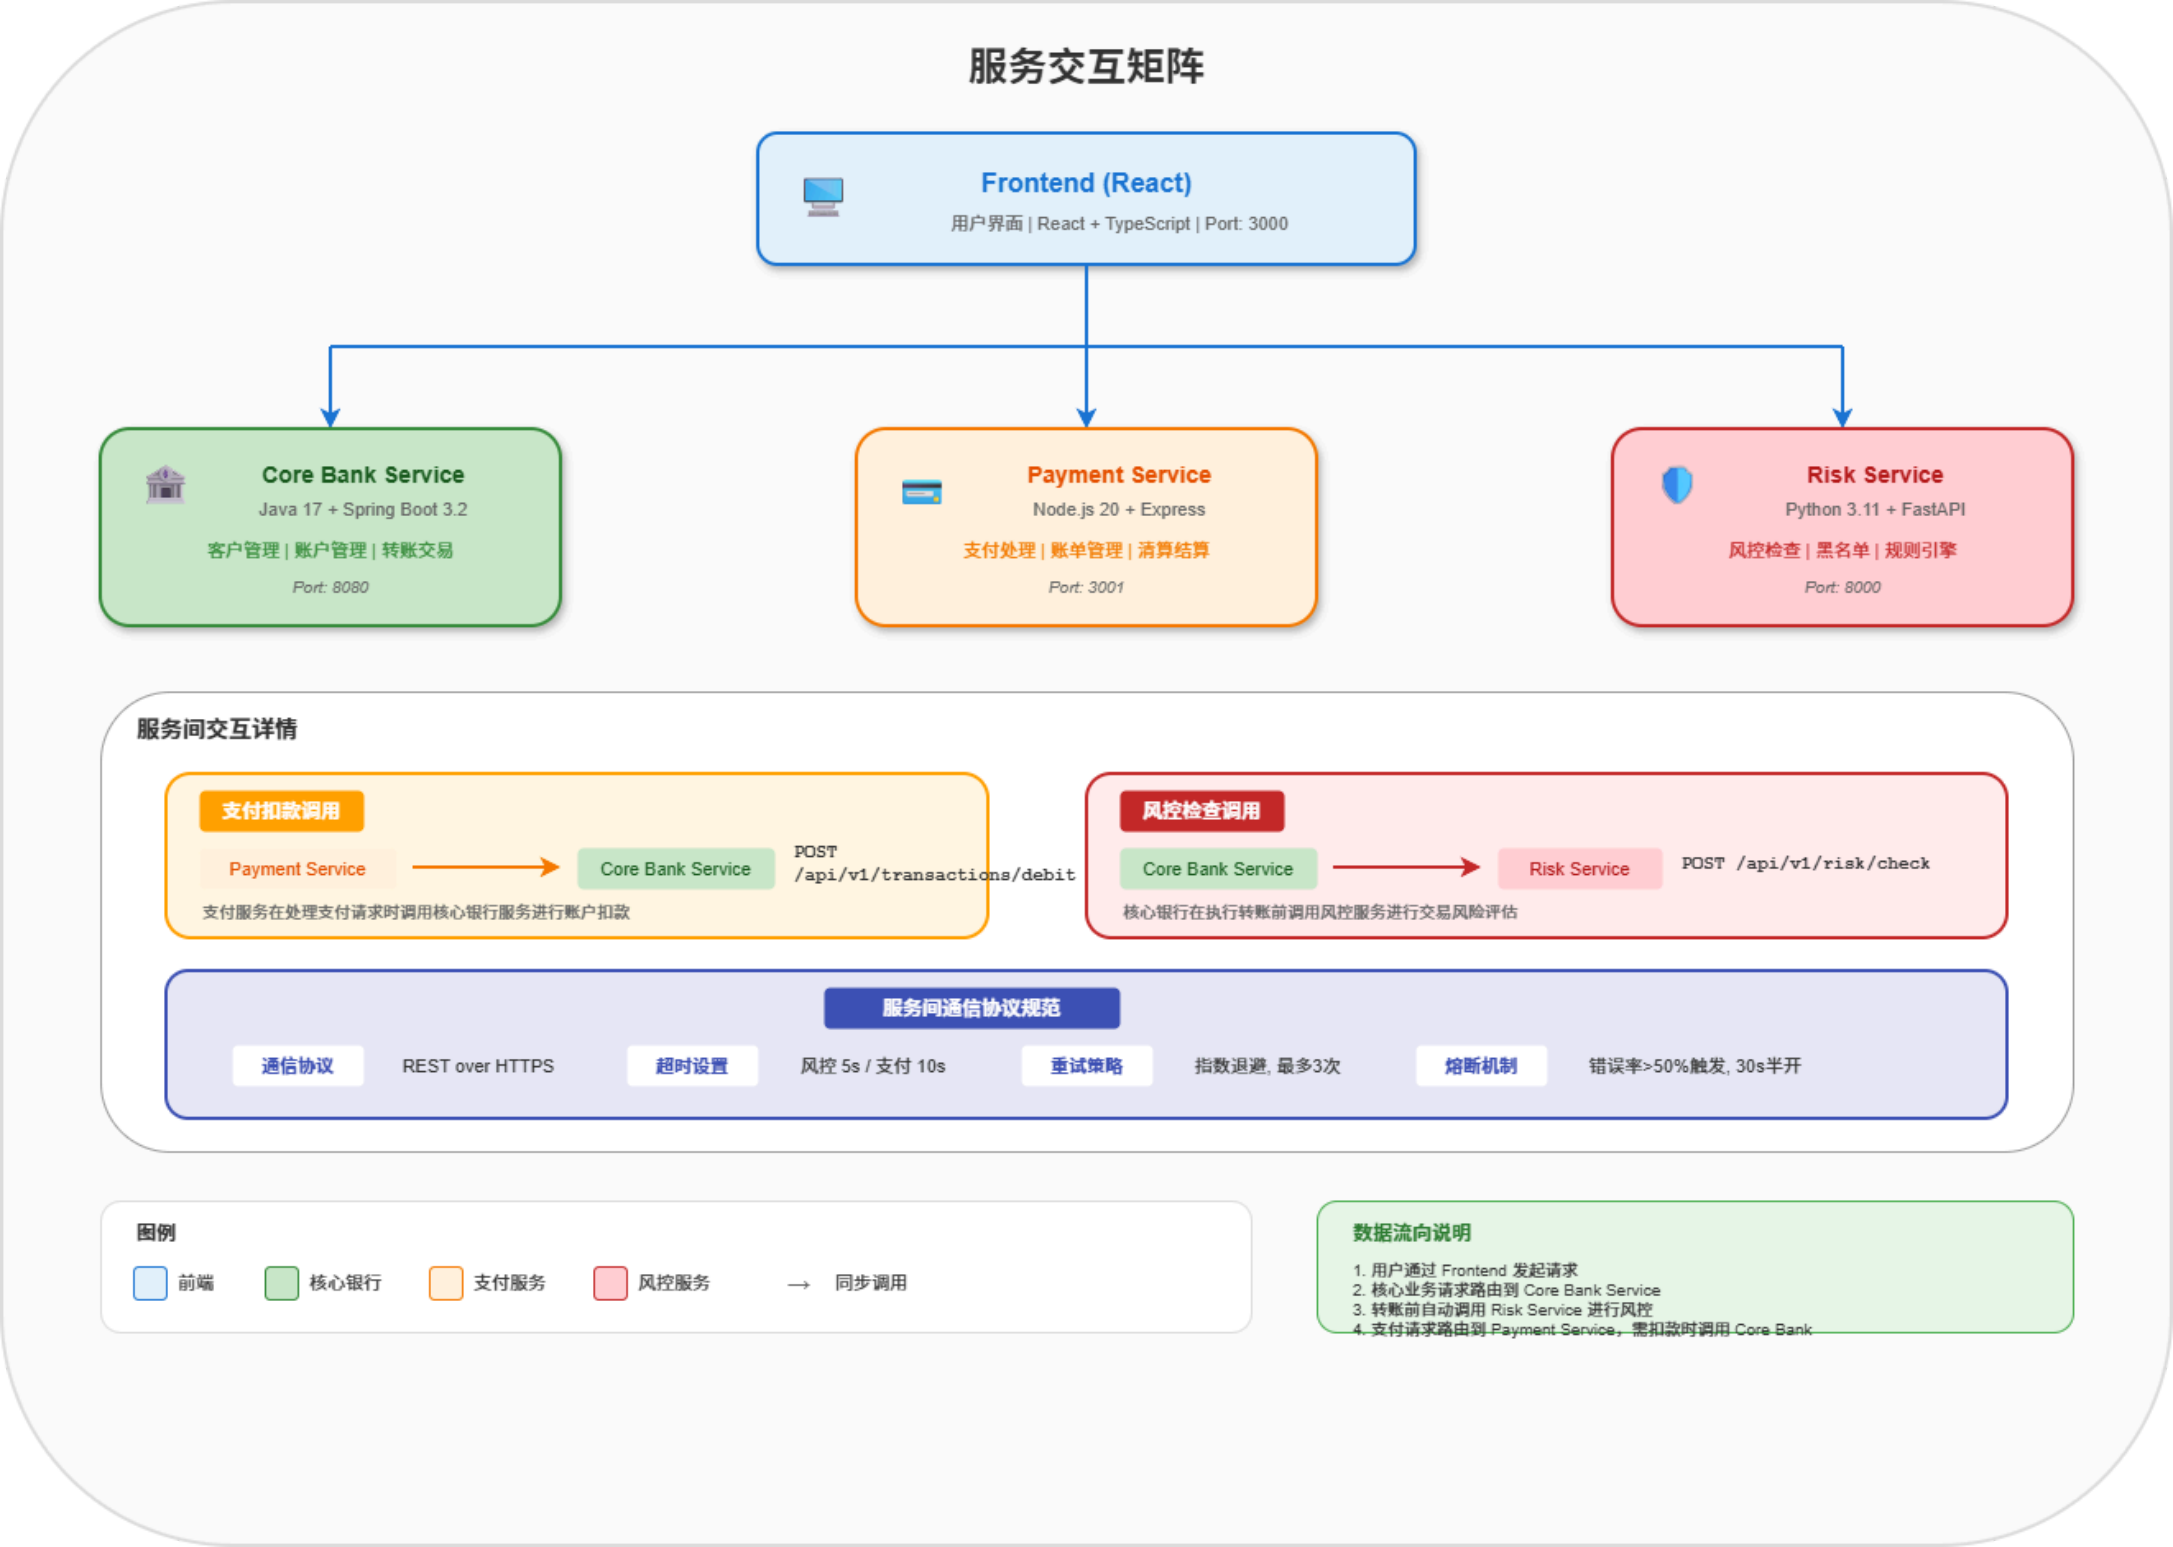 服务交互矩阵
Frontend (React)
用户界面 | React + TypeScript | Port: 3000
Core Bank Service
Java 17 + Spring Boot 3.2
客户管理 | 账户管理 | 转账交易
Port: 8080
Payment Service
Node.js 20 + Express
支付处理 | 账单管理 | 清算结算
Port: 3001
Risk Service
Python 3.11 + FastAPI
风控检查 | 黑名单 | 规则引擎
Port: 8000
服务间交互详情
支付扣款调用
Payment Service
Core Bank Service
POST
/api/v1/transactions/debit
支付服务在处理支付请求时调用核心银行服务进行账户扣款
风控检查调用
Core Bank Service
Risk Service
POST /api/v1/risk/check
核心银行在执行转账前调用风控服务进行交易风险评估
服务间通信协议规范
通信协议
REST over HTTPS
超时设置
风控 5s / 支付 10s
重试策略
指数退避, 最多3次
熔断机制
错误率>50%触发, 30s半开
图例
前端
核心银行
支付服务
风控服务
→ 同步调用
数据流向说明
1. 用户通过 Frontend 发起请求
2. 核心业务请求路由到 Core Bank Service
3. 转账前自动调用 Risk Service 进行风控
4. 支付请求路由到 Payment Service，需扣款时调用 Core Bank